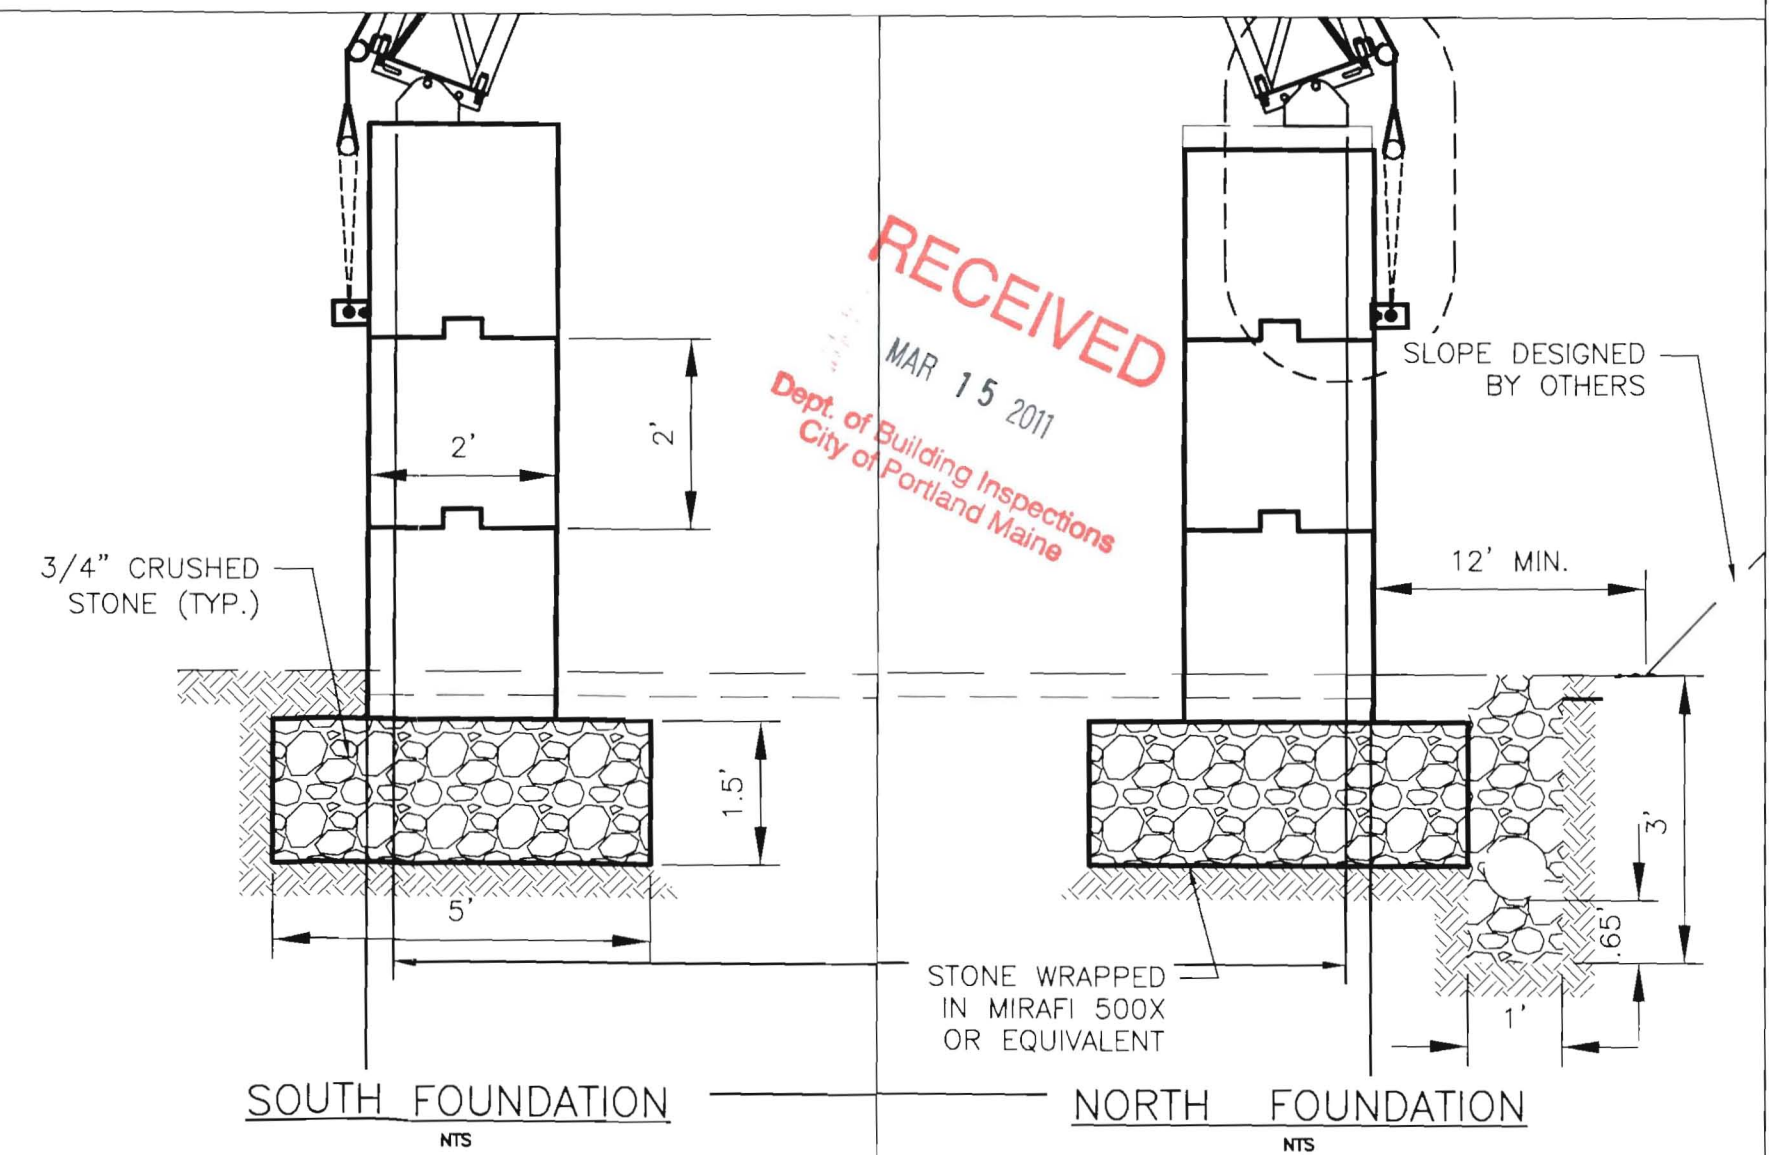 RECEIVED
MAR 15 2011
Dept. of Building Inspections
City of Portland Maine
SLOPE DESIGNED
BY OTHERS
2'
2'
3/4" CRUSHED
STONE (TYP.)
12' MIN.
1.5'
3'
5'
.65'
STONE WRAPPED
IN MIRAFI 500X
OR EQUIVALENT
1'
SOUTH FOUNDATION
NTS
NORTH FOUNDATION
NTS